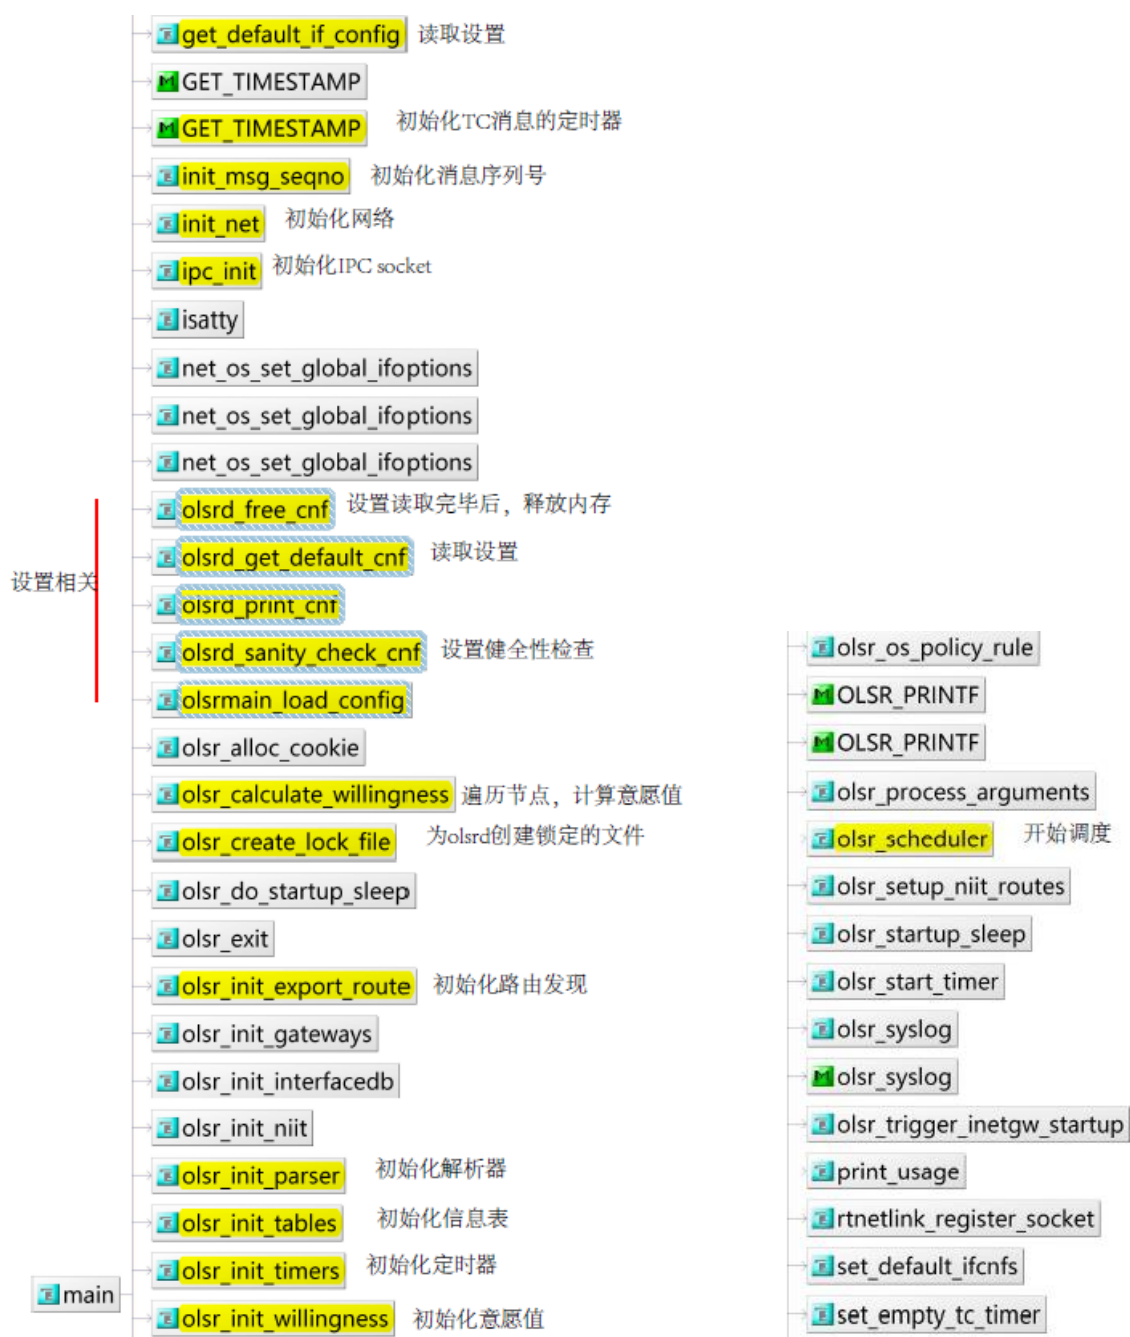 get_default_if_config 读取设置
GET_TIMESTAMP
GET_TIMESTAMP 初始化TC消息的定时器
init_msg_seqno 初始化消息序列号
init_net 初始化网络
ipc_init 初始化IPC socket
isatty
net_os_set_global_ifoptions
net_os_set_global_ifoptions
net_os_set_global_ifoptions
olsrd_free_cnf 设置读取完毕后，释放内存
olsrd_get_default_cnf 读取设置
设置相关
olsrd_print_cnf
olsrd_sanity_check_cnf 设置健全性检查
olsrmain_load_config
olsr_alloc_cookie
olsr_calculate_willingness 遍历节点，计算意愿值
olsr_create_lock_file 为olsrd创建锁定的文件
olsr_do_startup_sleep
olsr_exit
olsr_init_export_route 初始化路由发现
olsr_init_gateways
olsr_init_interfacedb
olsr_init_niit
olsr_init_parser 初始化解析器
olsr_init_tables 初始化信息表
olsr_init_timers 初始化定时器
main
olsr_init_willingness 初始化意愿值
olsr_os_policy_rule
OLSR_PRINTF
OLSR_PRINTF
olsr_process_arguments
olsr_scheduler 开始调度
olsr_setup_niit_routes
olsr_startup_sleep
olsr_start_timer
olsr_syslog
olsr_syslog
olsr_trigger_inetgw_startup
print_usage
rtnetlink_register_socket
set_default_ifcnfs
set_empty_tc_timer